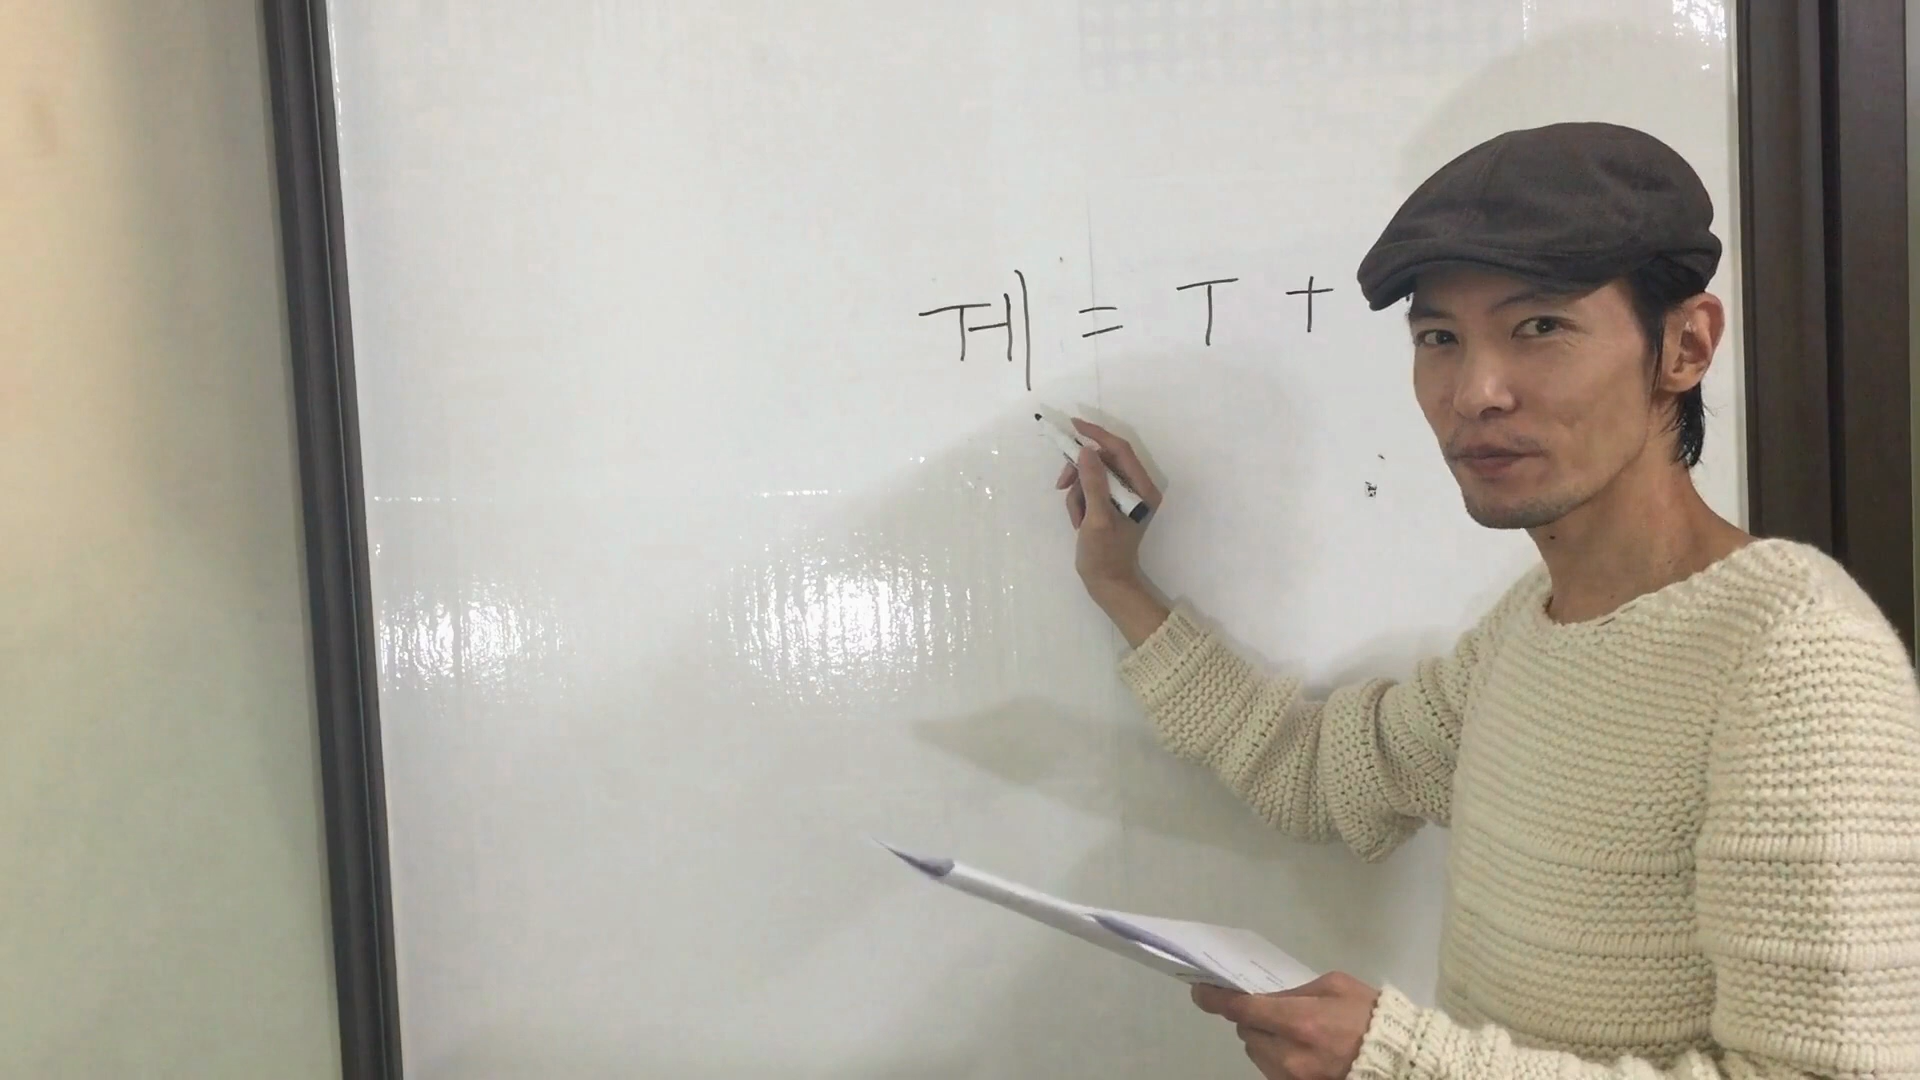 ㅞ = ㅜ +